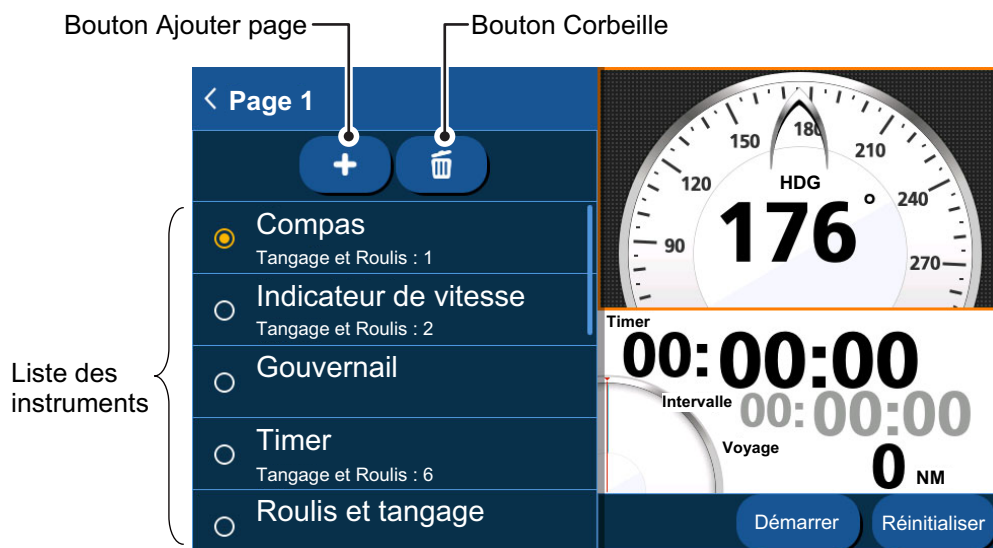 Bouton Ajouter page
Bouton Corbeille
Page 1
Liste des
instruments
Compas
Tangage et Roulis : 1
Indicateur de vitesse
Tangage et Roulis : 2
Gouvernail
Timer
Tangage et Roulis : 6
Roulis et tangage
90
120
150
180
210
240
270
HDG
176°
Timer
00:00:00
Intervalle
00:00:00
Voyage
0 NM
Démarrer
Réinitialiser